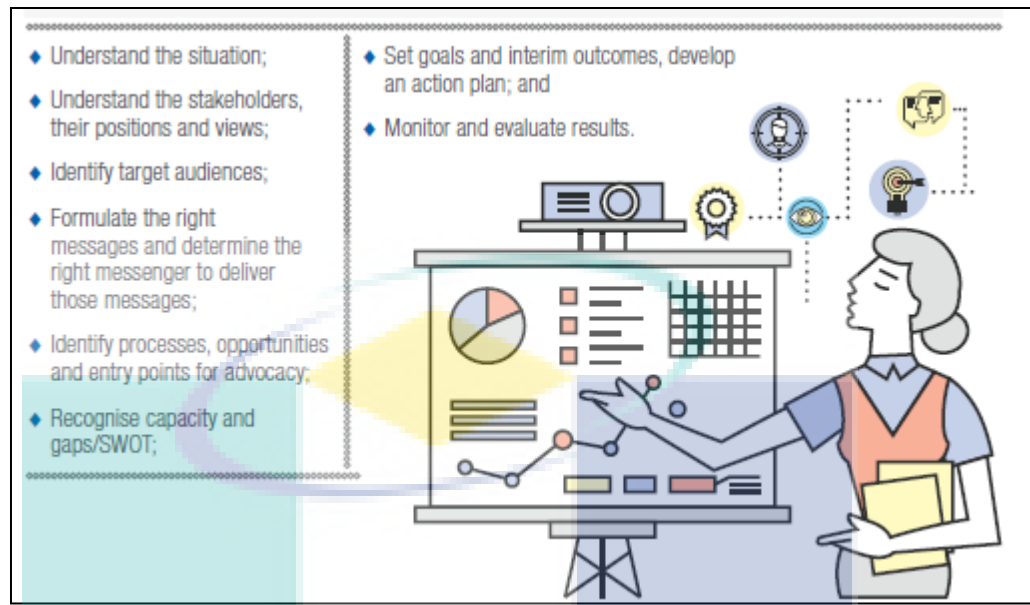 ♦ Understand the situation;
♦ Understand the stakeholders,
their positions and views;
♦ Identify target audiences;
♦ Formulate the right
messages and determine the
right messenger to deliver
those messages;
♦ Identify processes, opportunities
and entry points for advocacy;
♦ Recognise capacity and
gaps/SWOT;
♦ Set goals and interim outcomes, develop
an action plan; and
♦ Monitor and evaluate results.